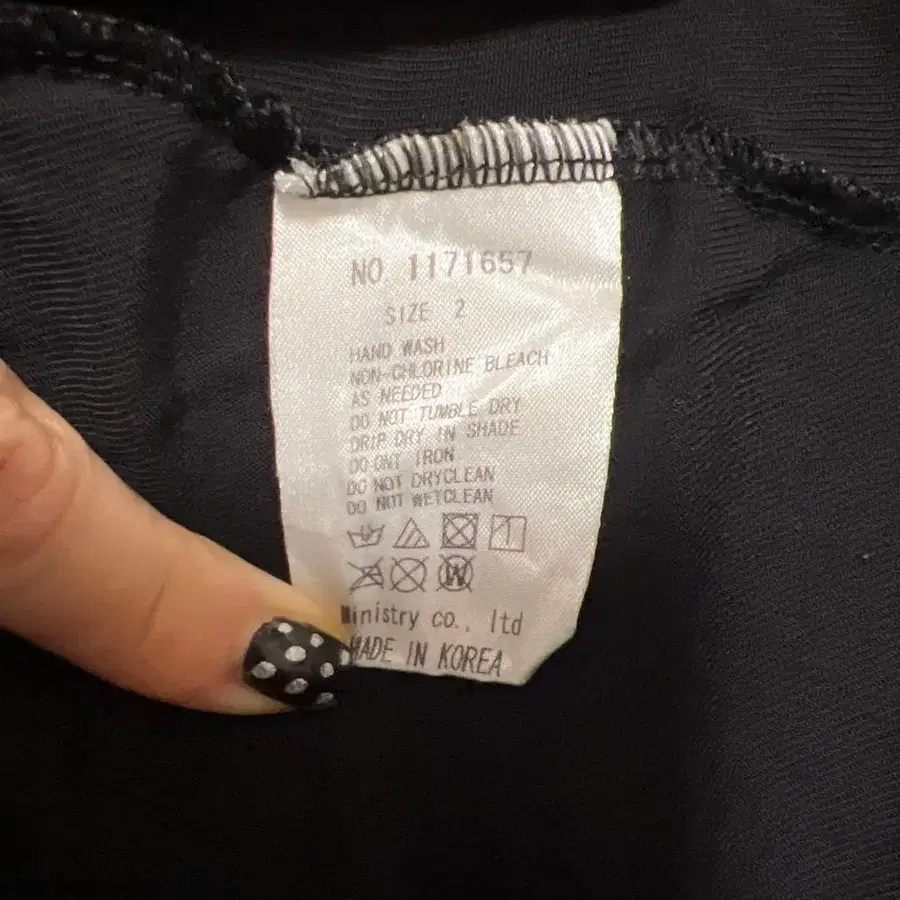 NO 1171657
SIZE 2
HAND WASH
NON-CHLORINE BLEACH
AS NEEDED
DO NOT TUMBLE DRY
DRIP DRY IN SHADE
DO ONT IRON
DO NOT DRYCLEAN
DO NOT WETCLEAN
W
Ministry co., ltd
MADE IN KOREA